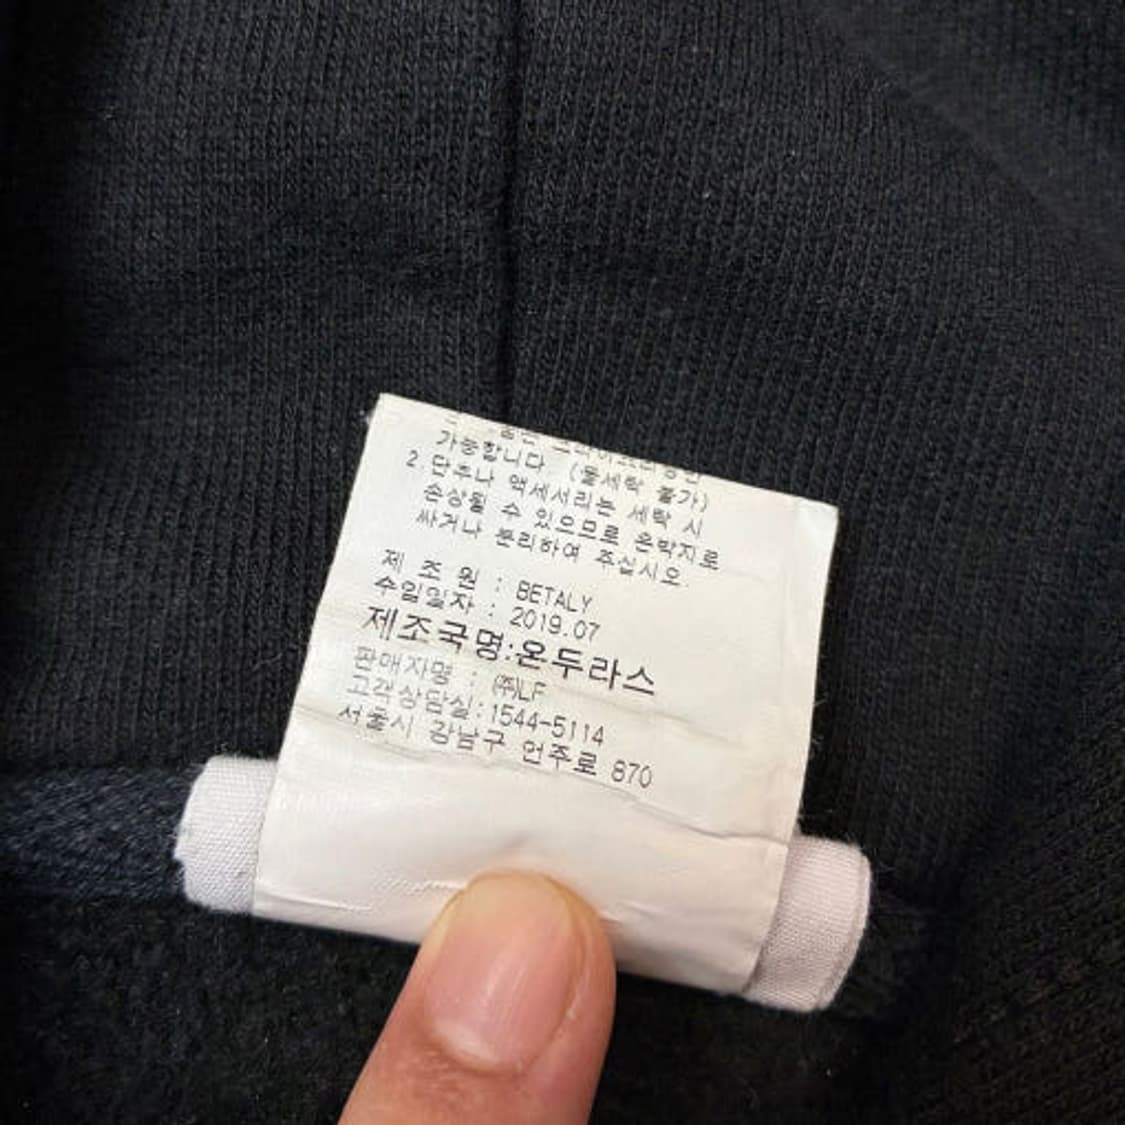 가능합니다 (물세탁 불가)
2.단추나 액세서리는 세탁 시
손상될 수 있으므로 은박지로
싸거나 분리하여 주십시오.
제 조 원 : BETALY
수입일자 : 2019.07
제조국명:온두라스
판매자명 : ㈜LF
고객상담실:1544-5114
서울시 강남구 언주로 870